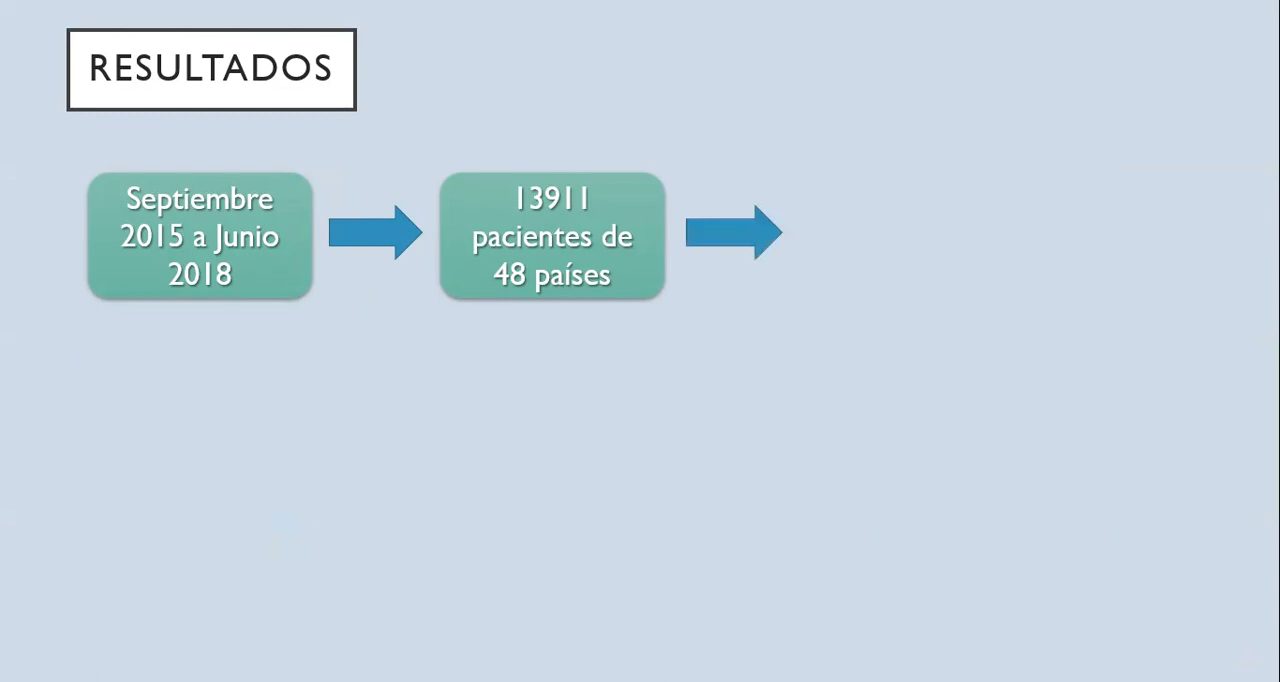 RESULTADOS
Septiembre
2015 a Junio
2018
13911
pacientes de
48 países